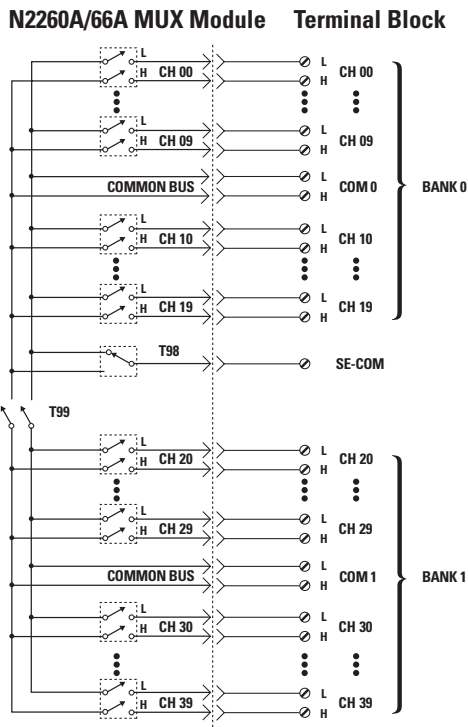 N2260A/66A MUX Module Terminal Block
L L
H CH 00 H CH 00
L L
H CH 09 H CH 09
L
COMMON BUS COM 0 BANK 0
H
L L
H CH 10 H CH 10
L L
H CH 19 H CH 19
T98
SE-COM
T99
L L
H CH 20 H CH 20
L L
H CH 29 H CH 29
L
COMMON BUS COM 1 BANK 1
H
L L
H CH 30 H CH 30
L L
H CH 39 H CH 39